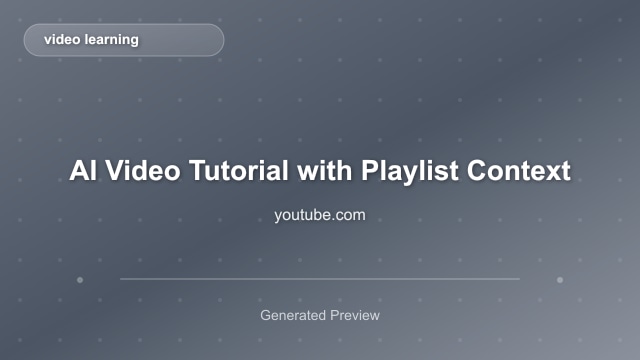 video learning
AI Video Tutorial with Playlist Context
youtube.com
Generated Preview